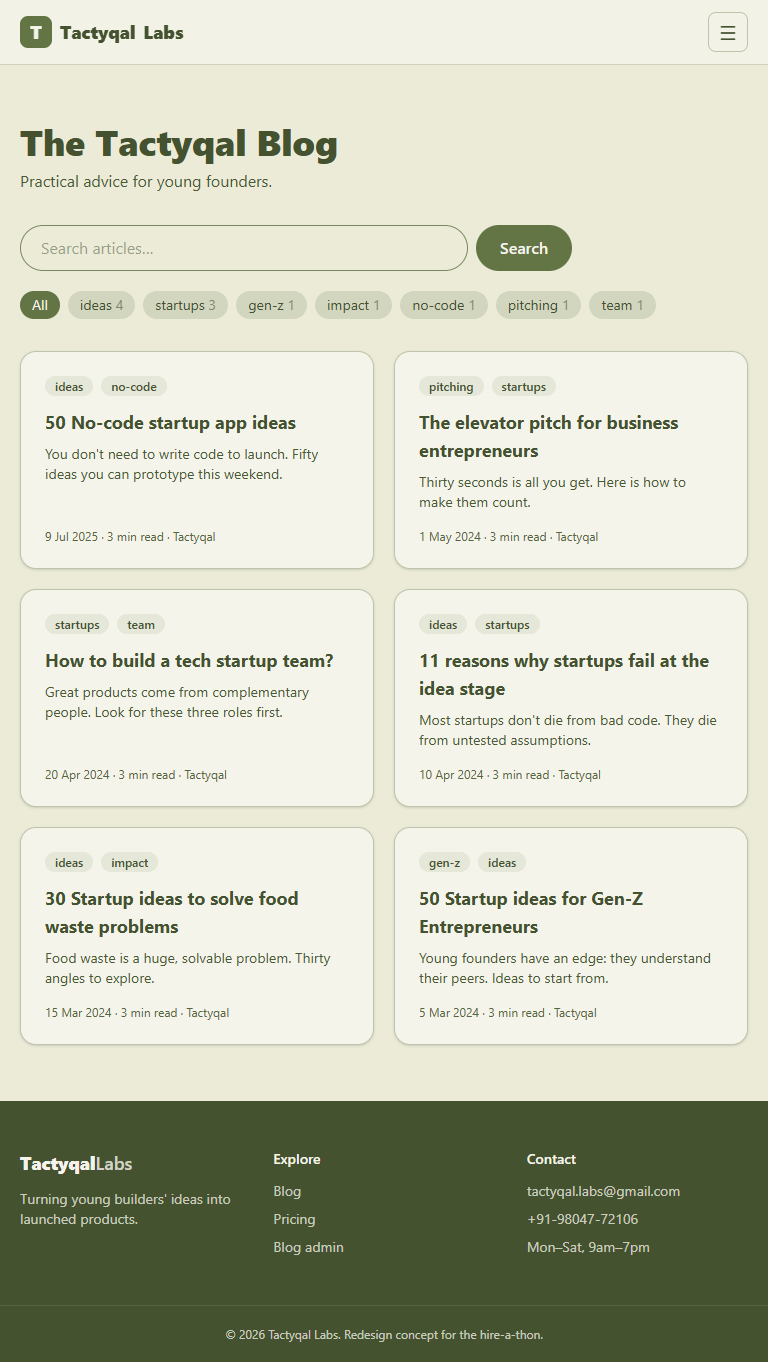 T Tactyqal Labs
☰
The Tactyqal Blog
Practical advice for young founders.
Search articles...
Search
All ideas 4 startups 3 gen-z 1 impact 1 no-code 1 pitching 1 team 1
ideas no-code
50 No-code startup app ideas
You don't need to write code to launch. Fifty
ideas you can prototype this weekend.
9 Jul 2025 · 3 min read · Tactyqal
pitching startups
The elevator pitch for business
entrepreneurs
Thirty seconds is all you get. Here is how to
make them count.
1 May 2024 · 3 min read · Tactyqal
startups team
How to build a tech startup team?
Great products come from complementary
people. Look for these three roles first.
20 Apr 2024 · 3 min read · Tactyqal
ideas startups
11 reasons why startups fail at the
idea stage
Most startups don't die from bad code. They die
from untested assumptions.
10 Apr 2024 · 3 min read · Tactyqal
ideas impact
30 Startup ideas to solve food
waste problems
Food waste is a huge, solvable problem. Thirty
angles to explore.
15 Mar 2024 · 3 min read · Tactyqal
gen-z ideas
50 Startup ideas for Gen-Z
Entrepreneurs
Young founders have an edge: they understand
their peers. Ideas to start from.
5 Mar 2024 · 3 min read · Tactyqal
TactyqalLabs
Turning young builders' ideas into
launched products.
Explore
Blog
Pricing
Blog admin
Contact
tactyqal.labs@gmail.com
+91-98047-72106
Mon–Sat, 9am–7pm
© 2026 Tactyqal Labs. Redesign concept for the hire-a-thon.